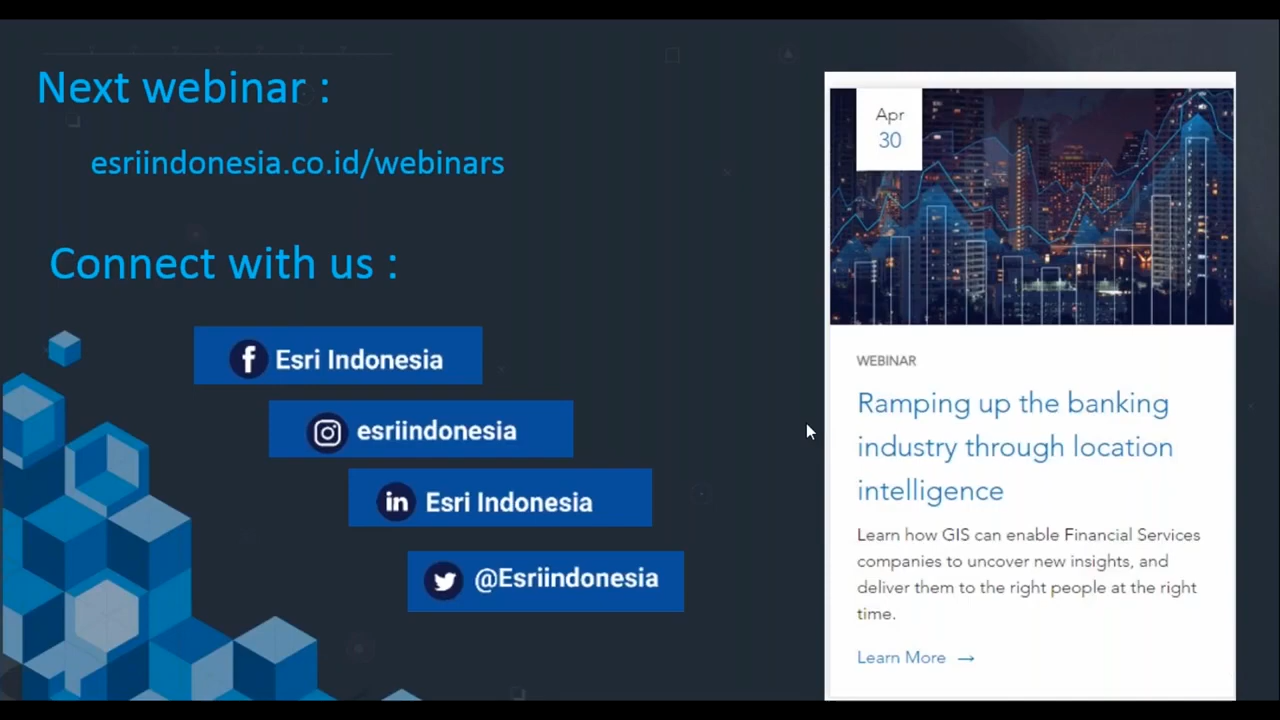 Next webinar :
esriindonesia.co.id/webinars
Connect with us :
Esri Indonesia
esriindonesia
in Esri Indonesia
@Esriindonesia
Apr
30
WEBINAR
Ramping up the banking
industry through location
intelligence
Learn how GIS can enable Financial Services
companies to uncover new insights, and
deliver them to the right people at the right
time.
Learn More →